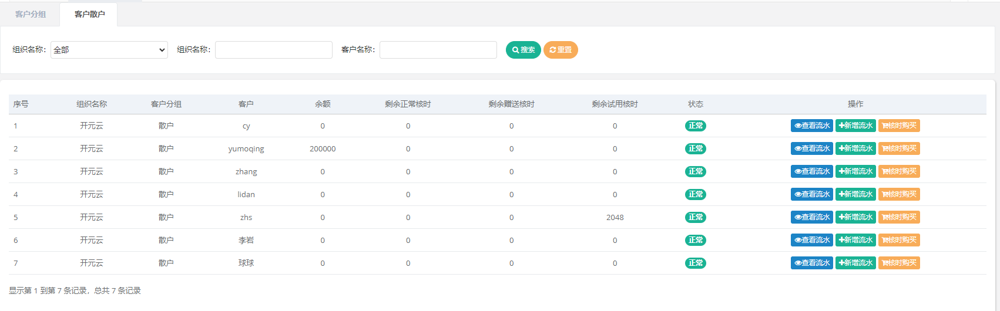 客户分组 客户散户
组织名称: 全部 组织名称: 客户名称: 搜索 重置
序号 组织名称 客户分组 客户 余额 剩余正常核时 剩余赠送核时 剩余试用核时 状态 操作
1 开元云 散户 cy 0 0 0 0 正常 查看流水 新增流水 核时购买
2 开元云 散户 yumoqing 200000 0 0 0 正常 查看流水 新增流水 核时购买
3 开元云 散户 zhang 0 0 0 0 正常 查看流水 新增流水 核时购买
4 开元云 散户 lidan 0 0 0 0 正常 查看流水 新增流水 核时购买
5 开元云 散户 zhs 0 0 0 2048 正常 查看流水 新增流水 核时购买
6 开元云 散户 李岩 0 0 0 0 正常 查看流水 新增流水 核时购买
7 开元云 散户 球球 0 0 0 0 正常 查看流水 新增流水 核时购买
显示第 1 到第 7 条记录，总共 7 条记录